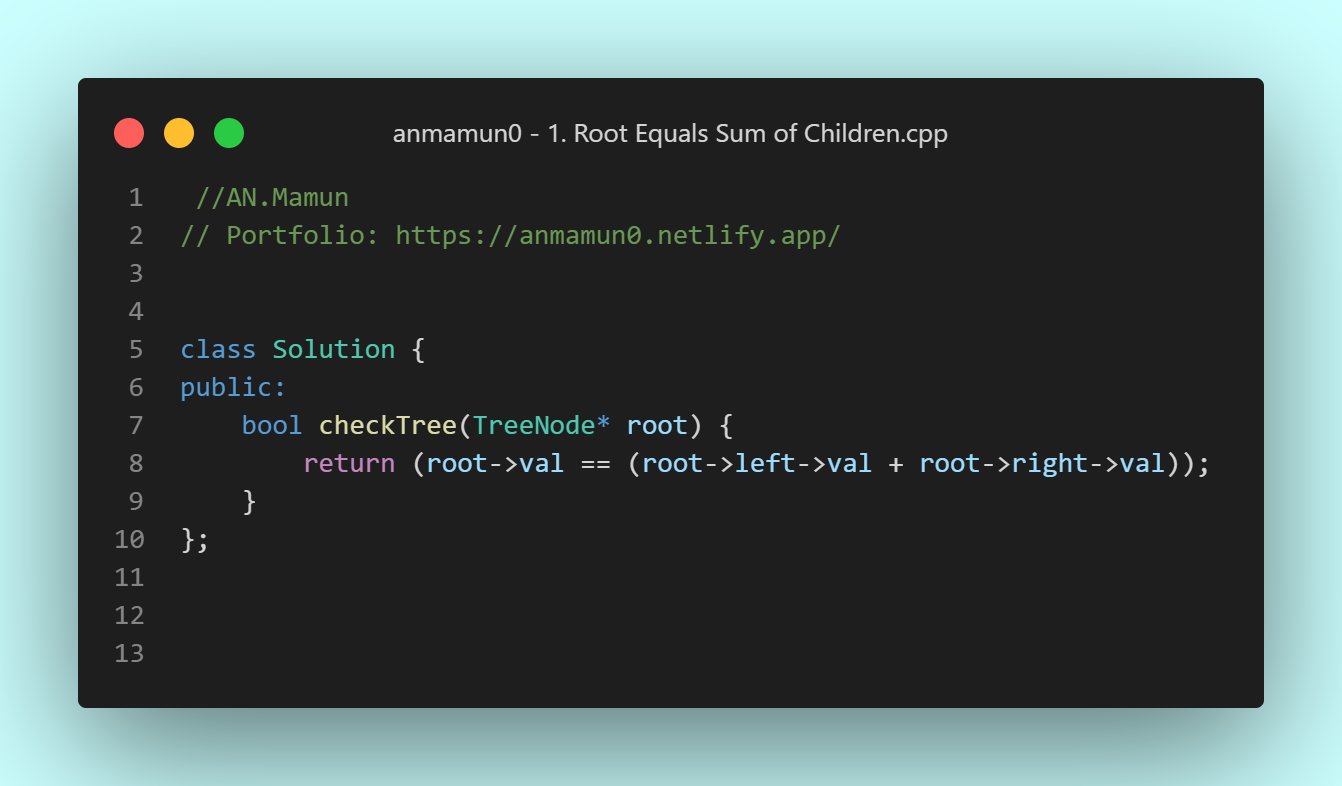 anmamun0 - 1. Root Equals Sum of Children.cpp
1 //AN.Mamun
2 // Portfolio: https://anmamun0.netlify.app/
3
4
5 class Solution {
6 public:
7     bool checkTree(TreeNode* root) {
8         return (root->val == (root->left->val + root->right->val));
9     }
10 };
11
12
13